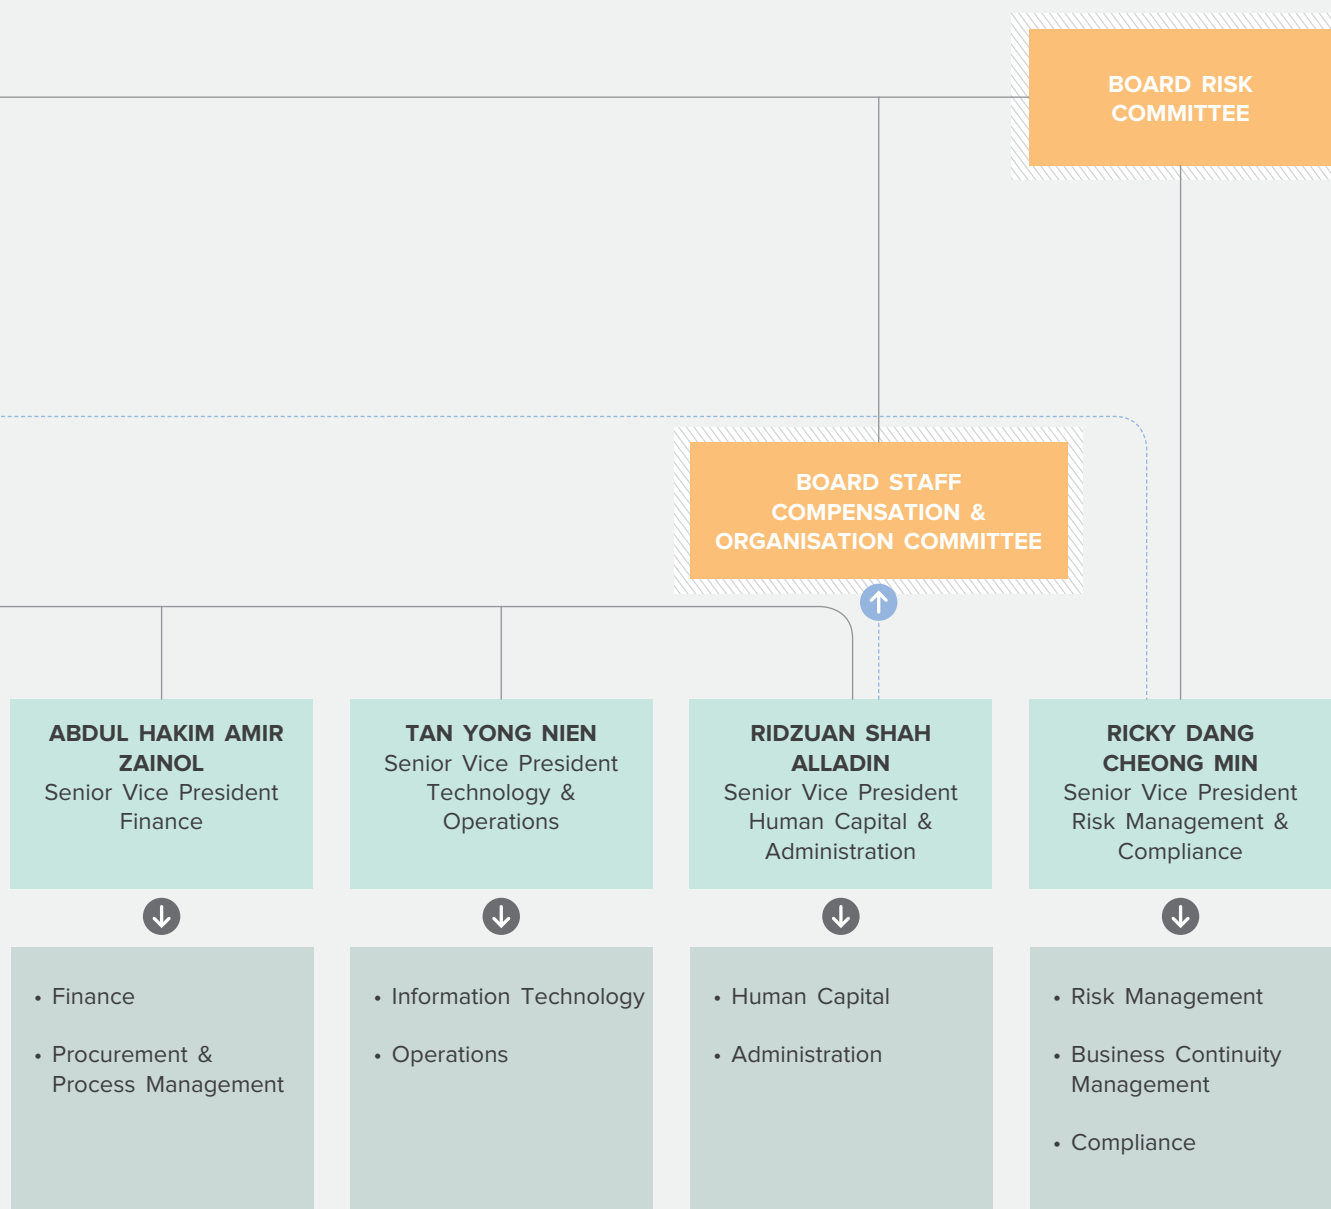 BOARD RISK
COMMITTEE
BOARD STAFF
COMPENSATION &
ORGANISATION COMMITTEE
ABDUL HAKIM AMIR
ZAINOL
Senior Vice President
Finance
TAN YONG NIEN
Senior Vice President
Technology &
Operations
RIDZUAN SHAH
ALLADIN
Senior Vice President
Human Capital &
Administration
RICKY DANG
CHEONG MIN
Senior Vice President
Risk Management &
Compliance
• Finance
• Procurement &
Process Management
• Information Technology
• Operations
• Human Capital
• Administration
• Risk Management
• Business Continuity
Management
• Compliance